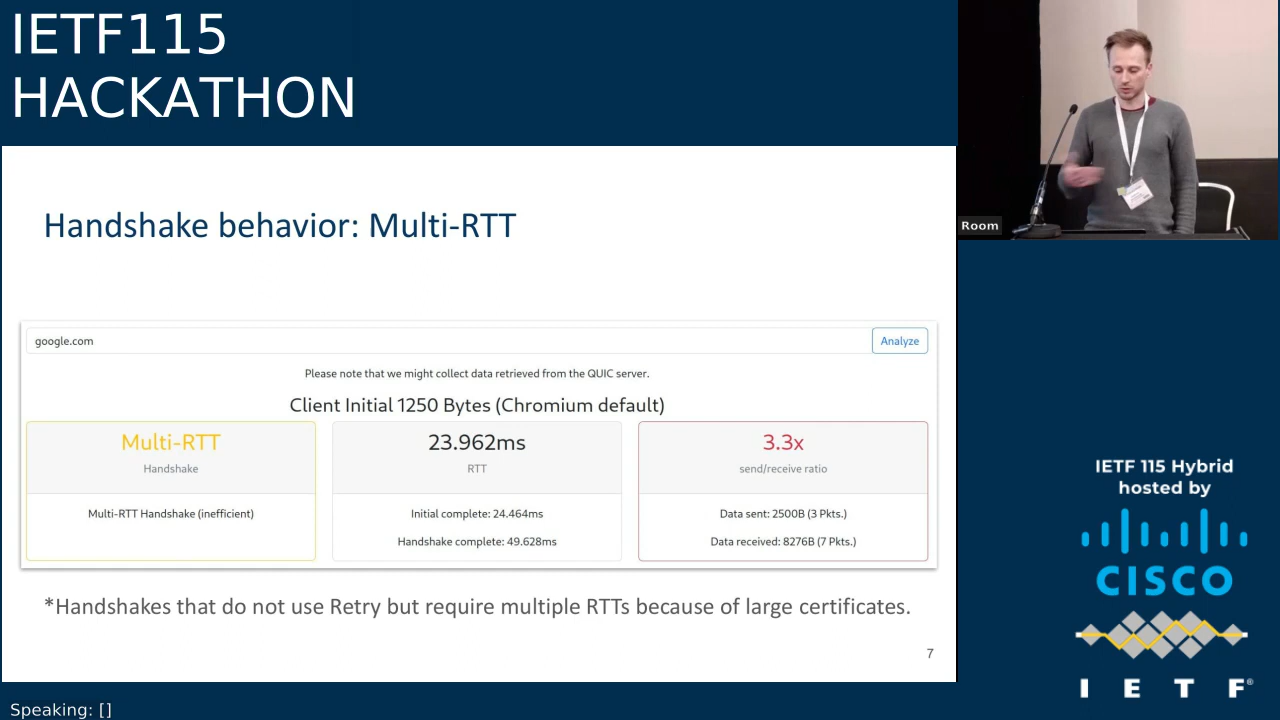 IETF115
HACKATHON
Room
Handshake behavior: Multi-RTT
google.com
Analyze
Please note that we might collect data retrieved from the QUIC server.
Client Initial 1250 Bytes (Chromium default)
Multi-RTT
Handshake
Multi-RTT Handshake (inefficient)
23.962ms
RTT
Initial complete: 24.464ms
Handshake complete: 49.628ms
3.3x
send/receive ratio
Data sent: 2500B (3 Pkts.)
Data received: 8276B (7 Pkts.)
*Handshakes that do not use Retry but require multiple RTTs because of large certificates.
7
IETF 115 Hybrid
hosted by
CISCO
I E T F®
Speaking: []